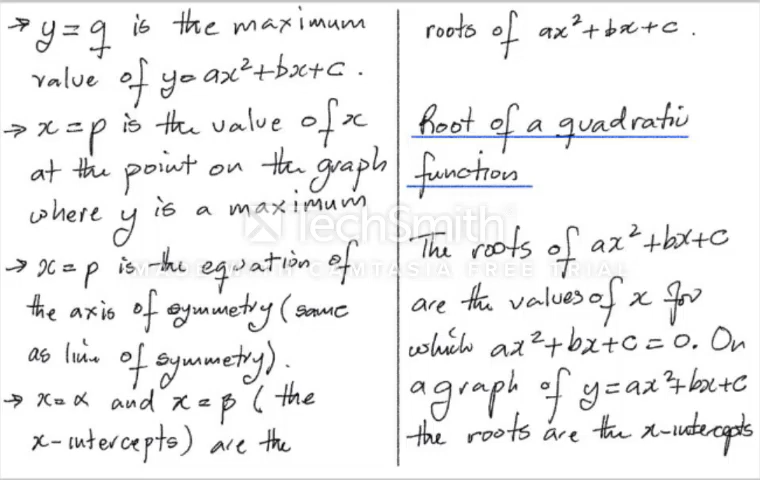 → y = q is the maximum
value of y = ax²+bx+c.
→ x = p is the value of x
at the point on the graph
where y is a maximum
→ x = p is the equation of
the axis of symmetry (same
as line of symmetry).
→ x = α and x = β (the
x-intercepts) are the
roots of ax²+bx+c.
Root of a quadratic
function
The roots of ax²+bx+c
are the values of x for
which ax²+bx+c = 0. On
a graph of y = ax²+bx+c
the roots are the x-intercepts
TechSmith
MADE WITH CAMTASIA FREE TRIAL